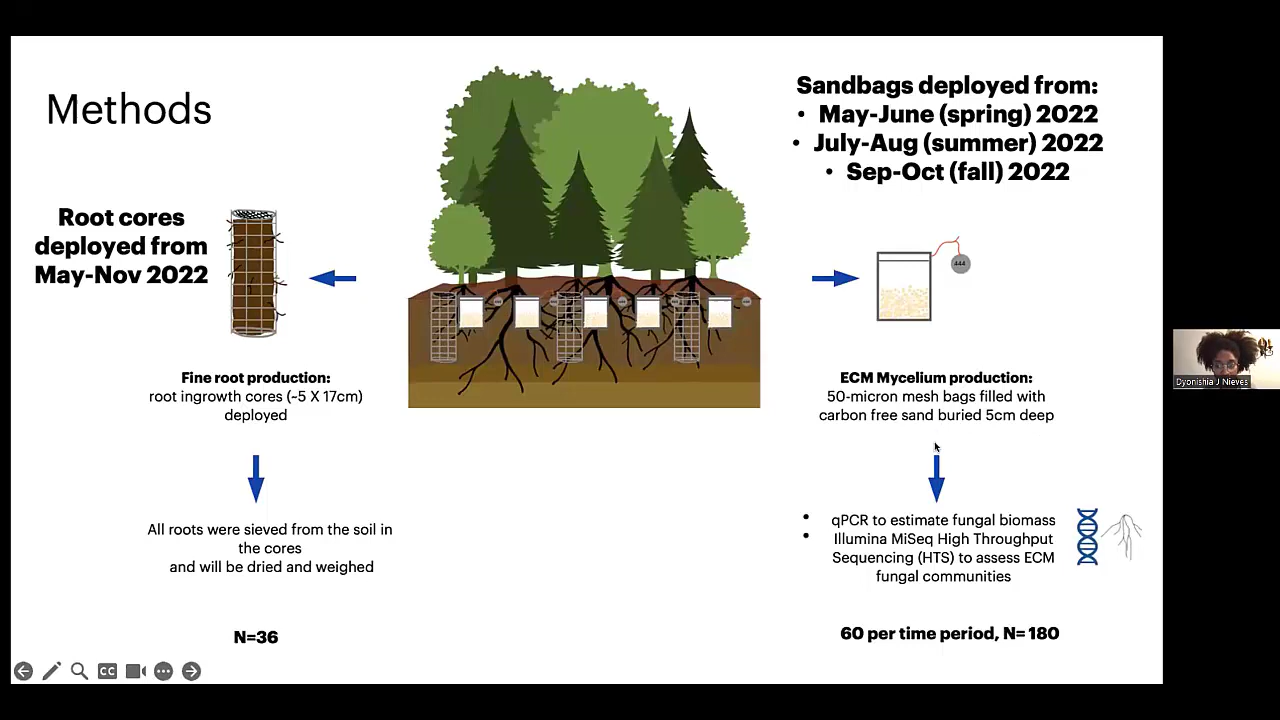 Methods
Sandbags deployed from:
• May-June (spring) 2022
• July-Aug (summer) 2022
• Sep-Oct (fall) 2022
Root cores
deployed from
May-Nov 2022
444
Fine root production:
root ingrowth cores (~5 X 17cm)
deployed
ECM Mycelium production:
50-micron mesh bags filled with
carbon free sand buried 5cm deep
All roots were sieved from the soil in
the cores
and will be dried and weighed
• qPCR to estimate fungal biomass
• Illumina MiSeq High Throughput
Sequencing (HTS) to assess ECM
fungal communities
N=36
60 per time period, N= 180
CC
Dyonishia J Nieves